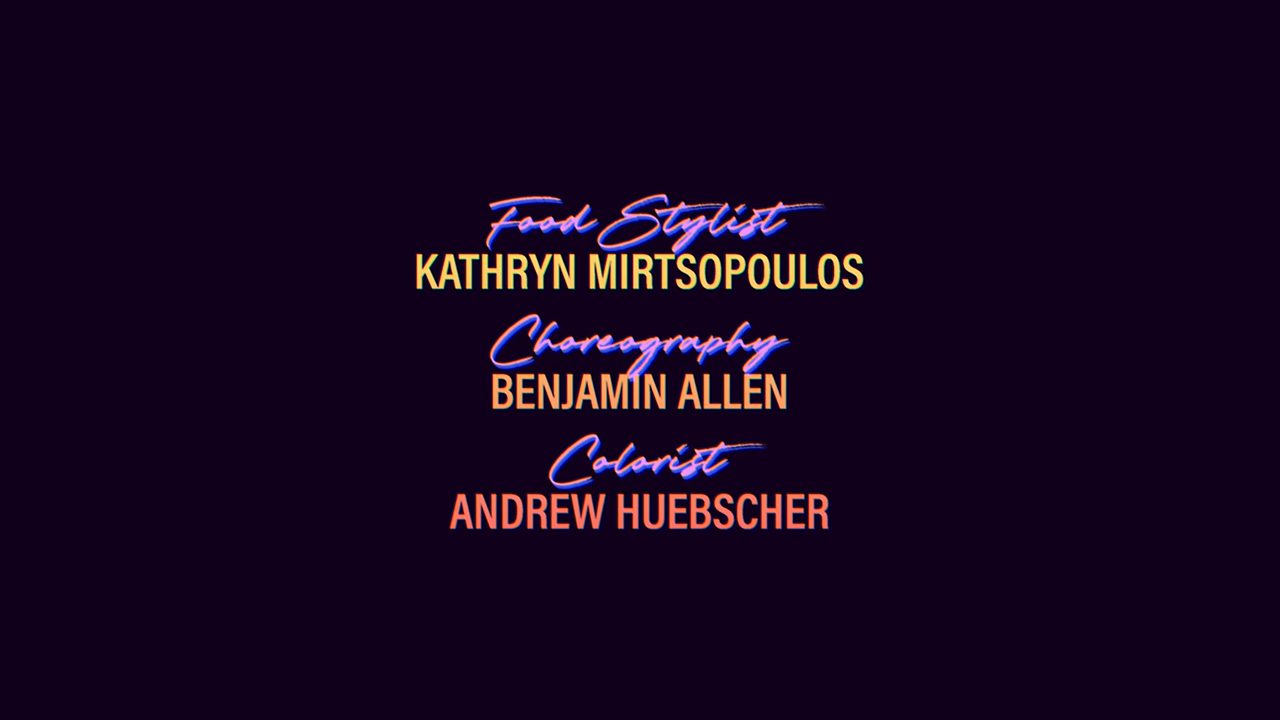 Food Stylist
KATHRYN MIRTSOPOULOS
Choreography
BENJAMIN ALLEN
Colorist
ANDREW HUEBSCHER